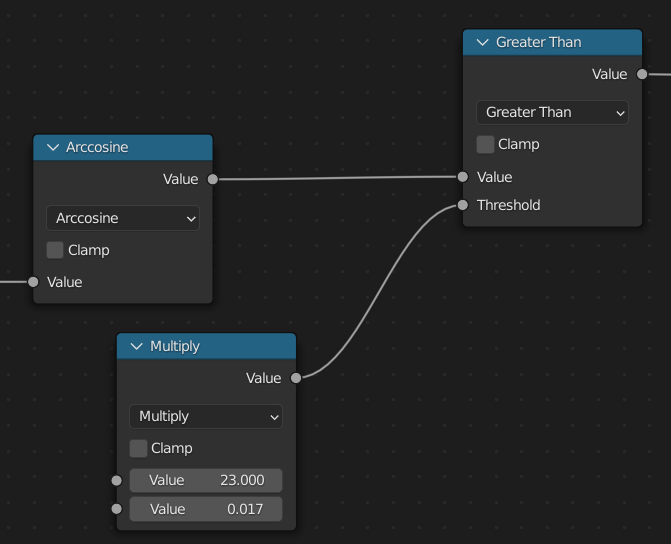 Greater Than
Value
Greater Than
Clamp
Value
Threshold
Arccosine
Value
Arccosine
Clamp
Value
Multiply
Value
Multiply
Clamp
Value 23.000
Value 0.017